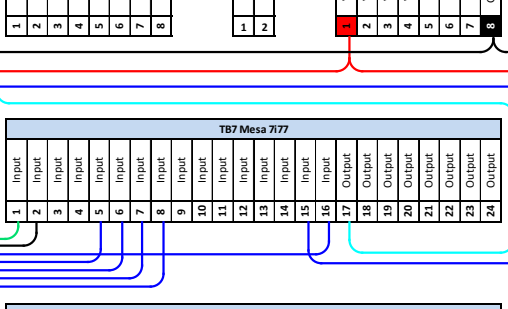 1 2 3 4 5 6 7 8
1 2
1 2 3 4 5 6 7 8
TB7 Mesa 7i77
Input Input Input Input Input Input Input Input Input Input Input Input Input Input Input Input Output Output Output Output Output Output Output Output
1 2 3 4 5 6 7 8 9 10 11 12 13 14 15 16 17 18 19 20 21 22 23 24